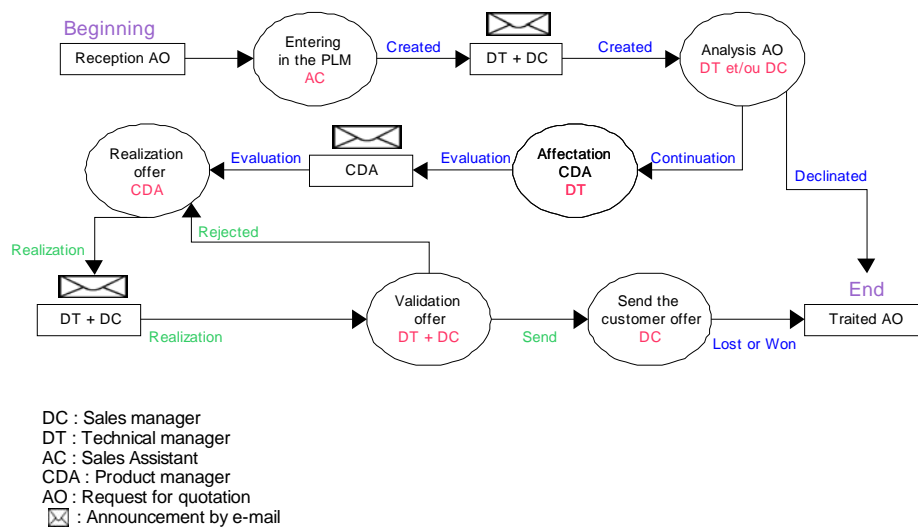 Beginning
Reception AO
Entering
in the PLM
AC
Created
DT + DC
Created
Analysis AO
DT et/ou DC
Realization
offer
CDA
Evaluation
CDA
Evaluation
Affectation
CDA
DT
Continuation
Declinated
Rejected
Realization
DT + DC
Realization
Validation
offer
DT + DC
Send
Send the
customer offer
DC
Lost or Won
End
Traited AO
DC : Sales manager
DT : Technical manager
AC : Sales Assistant
CDA : Product manager
AO : Request for quotation
: Announcement by e-mail